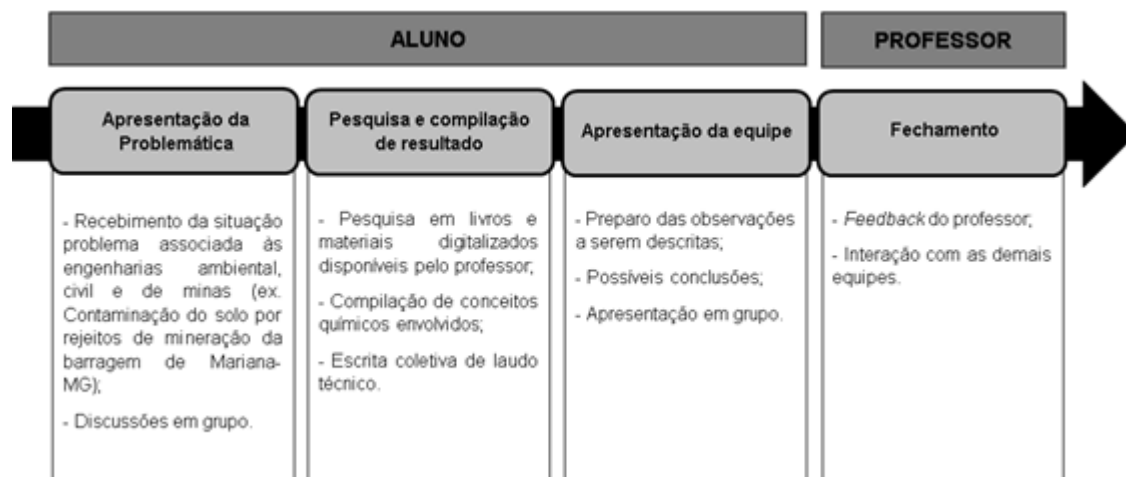 ALUNO
PROFESSOR
Apresentação da
Problemática
Pesquisa e compilação
de resultado
Apresentação da equipe
Fechamento
- Recebimento da situação
problema associada às
engenharias ambiental,
civil e de minas (ex.
Contaminação do solo por
rejeitos de mineração da
barragem de Mariana-
MG);
- Discussões em grupo.
- Pesquisa em livros e
materiais digitalizados
disponíveis pelo professor;
- Compilação de conceitos
químicos envolvidos;
- Escrita coletiva de laudo
técnico.
- Preparo das observações
a serem descritas;
- Possíveis conclusões;
- Apresentação em grupo.
- Feedback do professor;
- Interação com as demais
equipes.